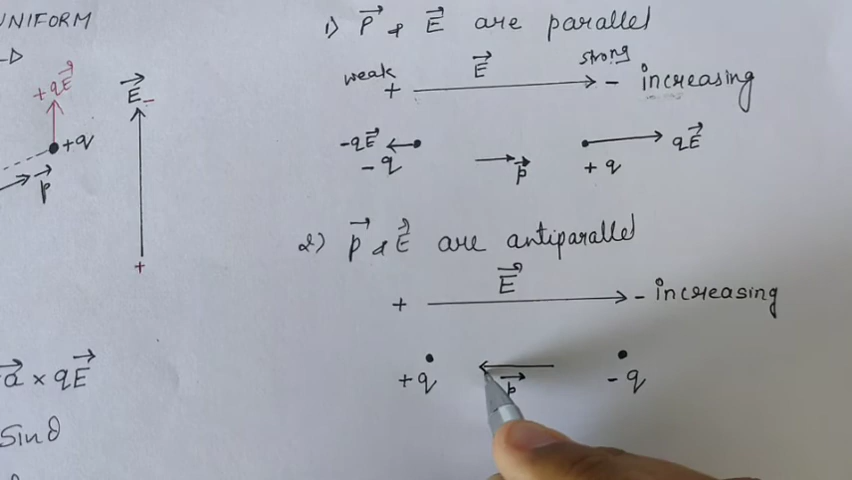 UNIFORM
+qE⃗
E⃗
-
+q
p⃗
+
a⃗ × qE⃗
Sinθ
1) P⃗ & E⃗ are parallel
weak E⃗ strong
+ - increasing
-qE⃗ qE⃗
-q p⃗ +q
2) p⃗ & E⃗ are antiparallel
E⃗
+ - increasing
+q p⃗ -q